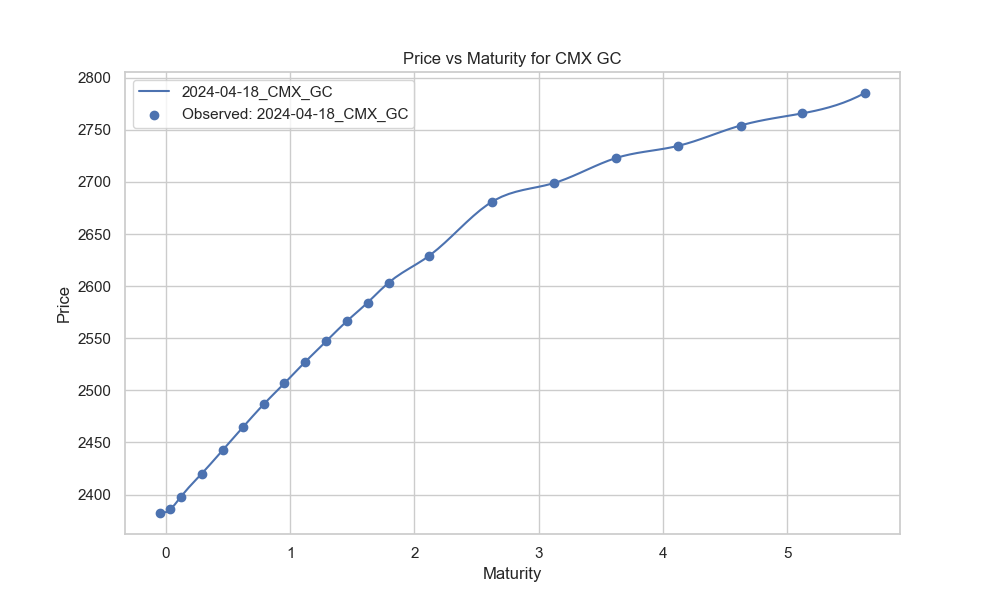 Price vs Maturity for CMX GC
2024-04-18_CMX_GC
Observed: 2024-04-18_CMX_GC
2800
2750
2700
2650
2600
2550
2500
2450
2400
Price
0 1 2 3 4 5
Maturity